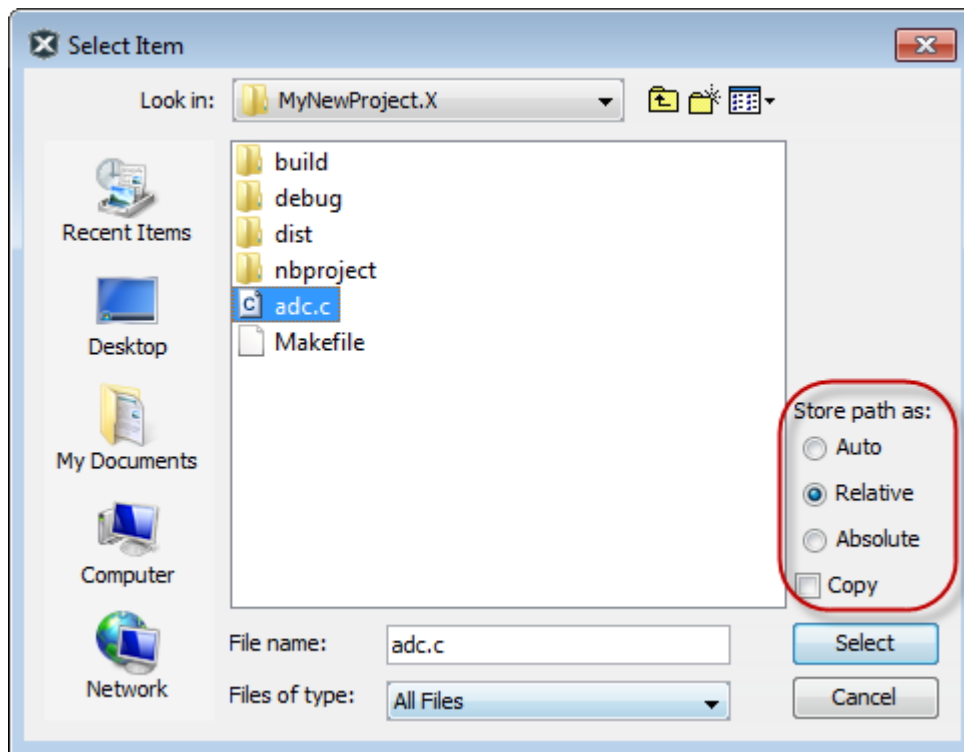 Select Item
Look in: MyNewProject.X
Recent Items
Desktop
My Documents
Computer
Network
build
debug
dist
nbproject
adc.c
Makefile
Store path as:
Auto
Relative
Absolute
Copy
File name: adc.c
Select
Files of type: All Files
Cancel